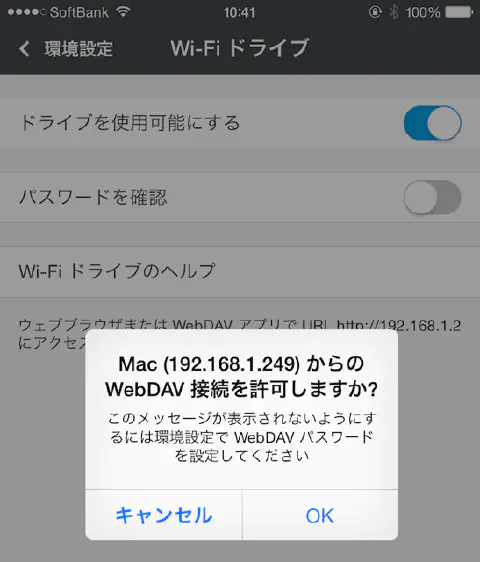 SoftBank 10:41 100%
環境設定 Wi-Fi ドライブ
ドライブを使用可能にする
パスワードを確認
Wi-Fi ドライブのヘルプ
ウェブブラウザまたは WebDAV アプリで URL http://192.168.1.2
にアクセス
Mac (192.168.1.249) からの
WebDAV 接続を許可しますか?
このメッセージが表示されないようにす
るには環境設定で WebDAV パスワード
を設定してください
キャンセル OK